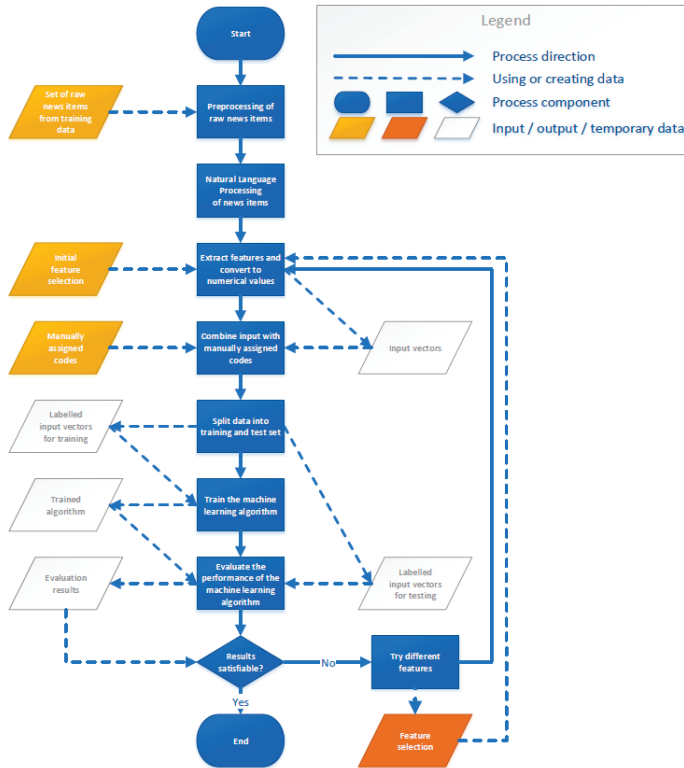 Start
Legend
Process direction
Using or creating data
Process component
Input / output / temporary data
Set of raw
news items
from training
data
Preprocessing of
raw news items
Natural Language
Processing
of news items
Initial
feature
selection
Extract features and
convert to
numerical values
Manually
assigned
codes
Combine input with
manually assigned
codes
Input vectors
Labelled
input vectors
for training
Split data into
training and test set
Trained
algorithm
Train the machine
learning algorithm
Evaluation
results
Evaluate the
performance of the
machine learning
algorithm
Labelled
input vectors
for testing
Results
satisfiable?
No
Try different
features
Yes
End
Feature
selection